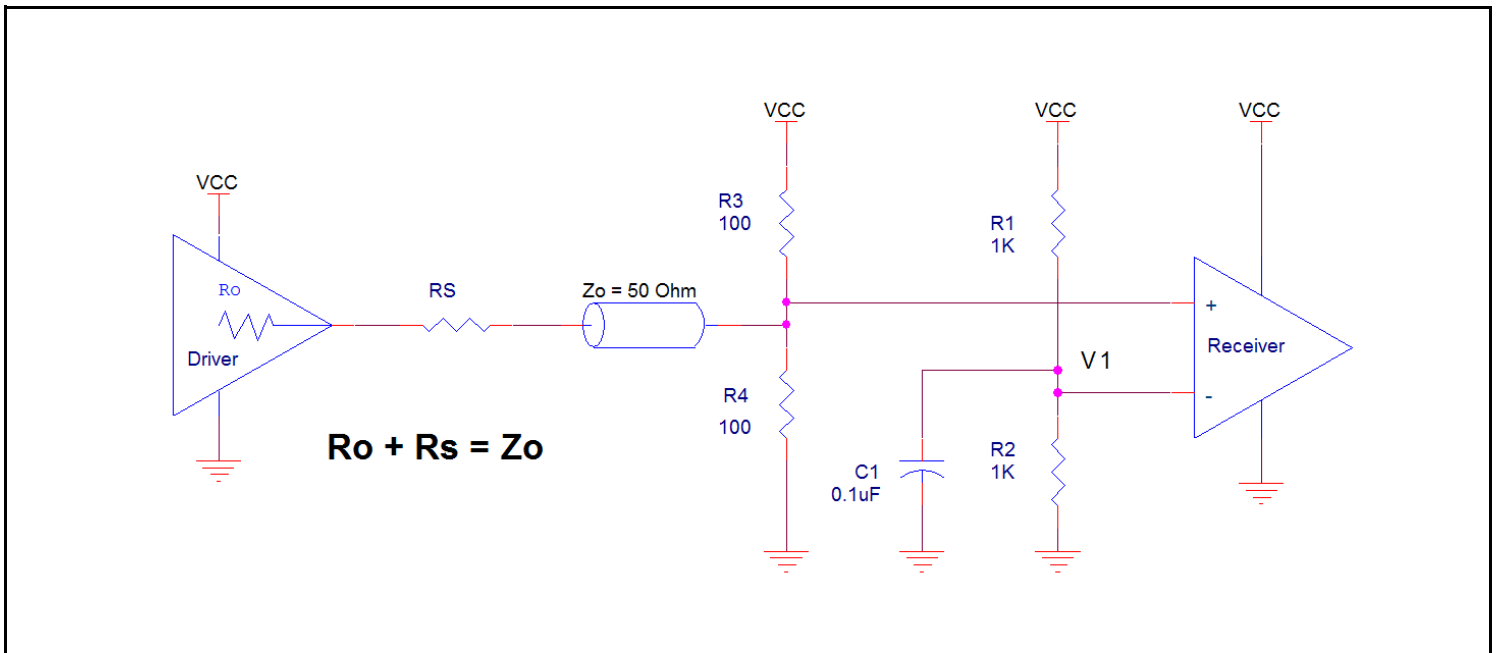 VCC
VCC
VCC
VCC
R3
100
R1
1K
Ro
RS
Zo = 50 Ohm
+
Driver
Receiver
V1
-
R4
100
Ro + Rs = Zo
R2
1K
C1
0.1uF